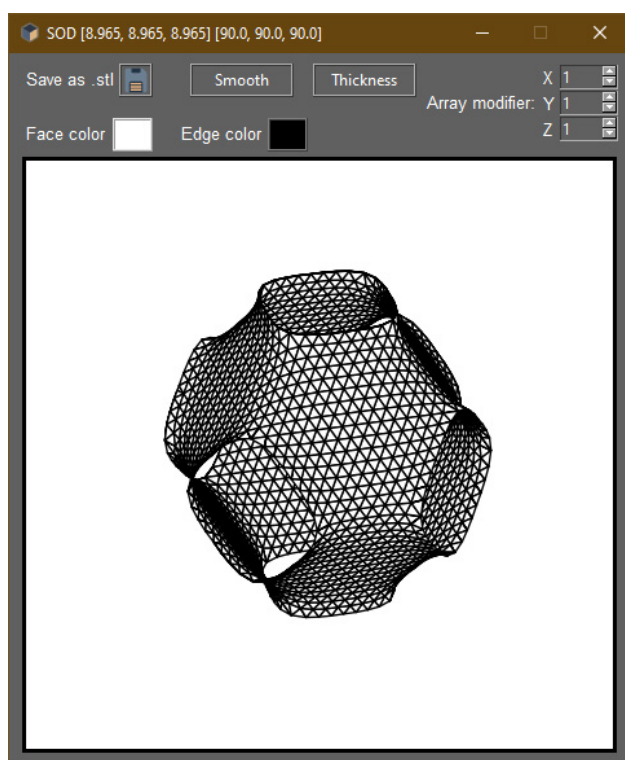 SOD [8.965, 8.965, 8.965] [90.0, 90.0, 90.0]
Save as .stl Smooth Thickness
Array modifier: X 1
Y 1
Z 1
Face color Edge color